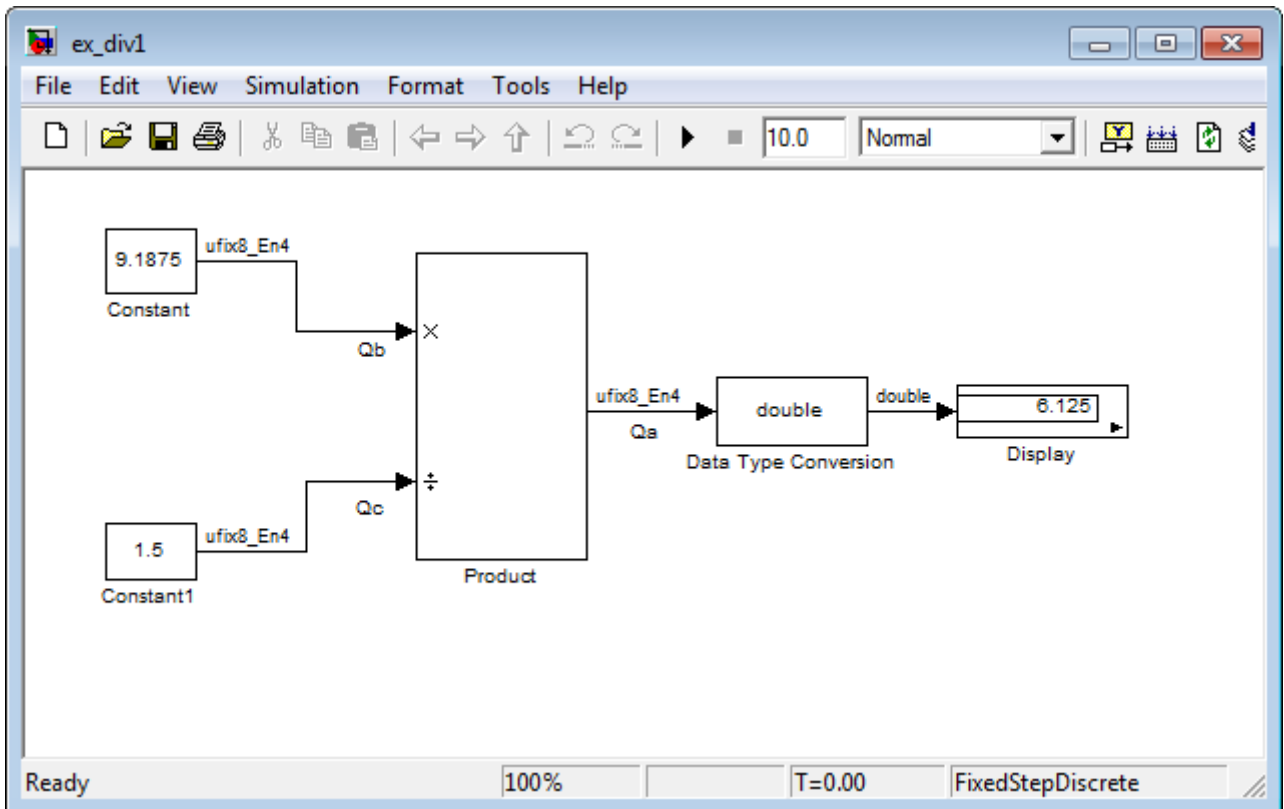 ex_div1
File Edit View Simulation Format Tools Help
10.0 Normal
9.1875
ufix8_En4
Constant
Qb
×
÷
Qc
1.5
ufix8_En4
Constant1
Product
ufix8_En4
Qa
double
Data Type Conversion
double
6.125
Display
Ready 100% T=0.00 FixedStepDiscrete